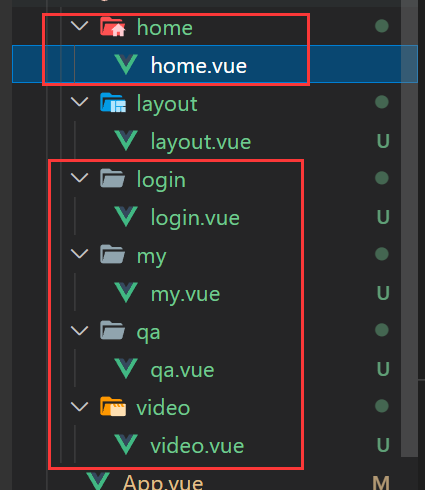 home
home.vue
layout
layout.vue U
login
login.vue U
my
my.vue U
qa
qa.vue U
video
video.vue U
App.vue M